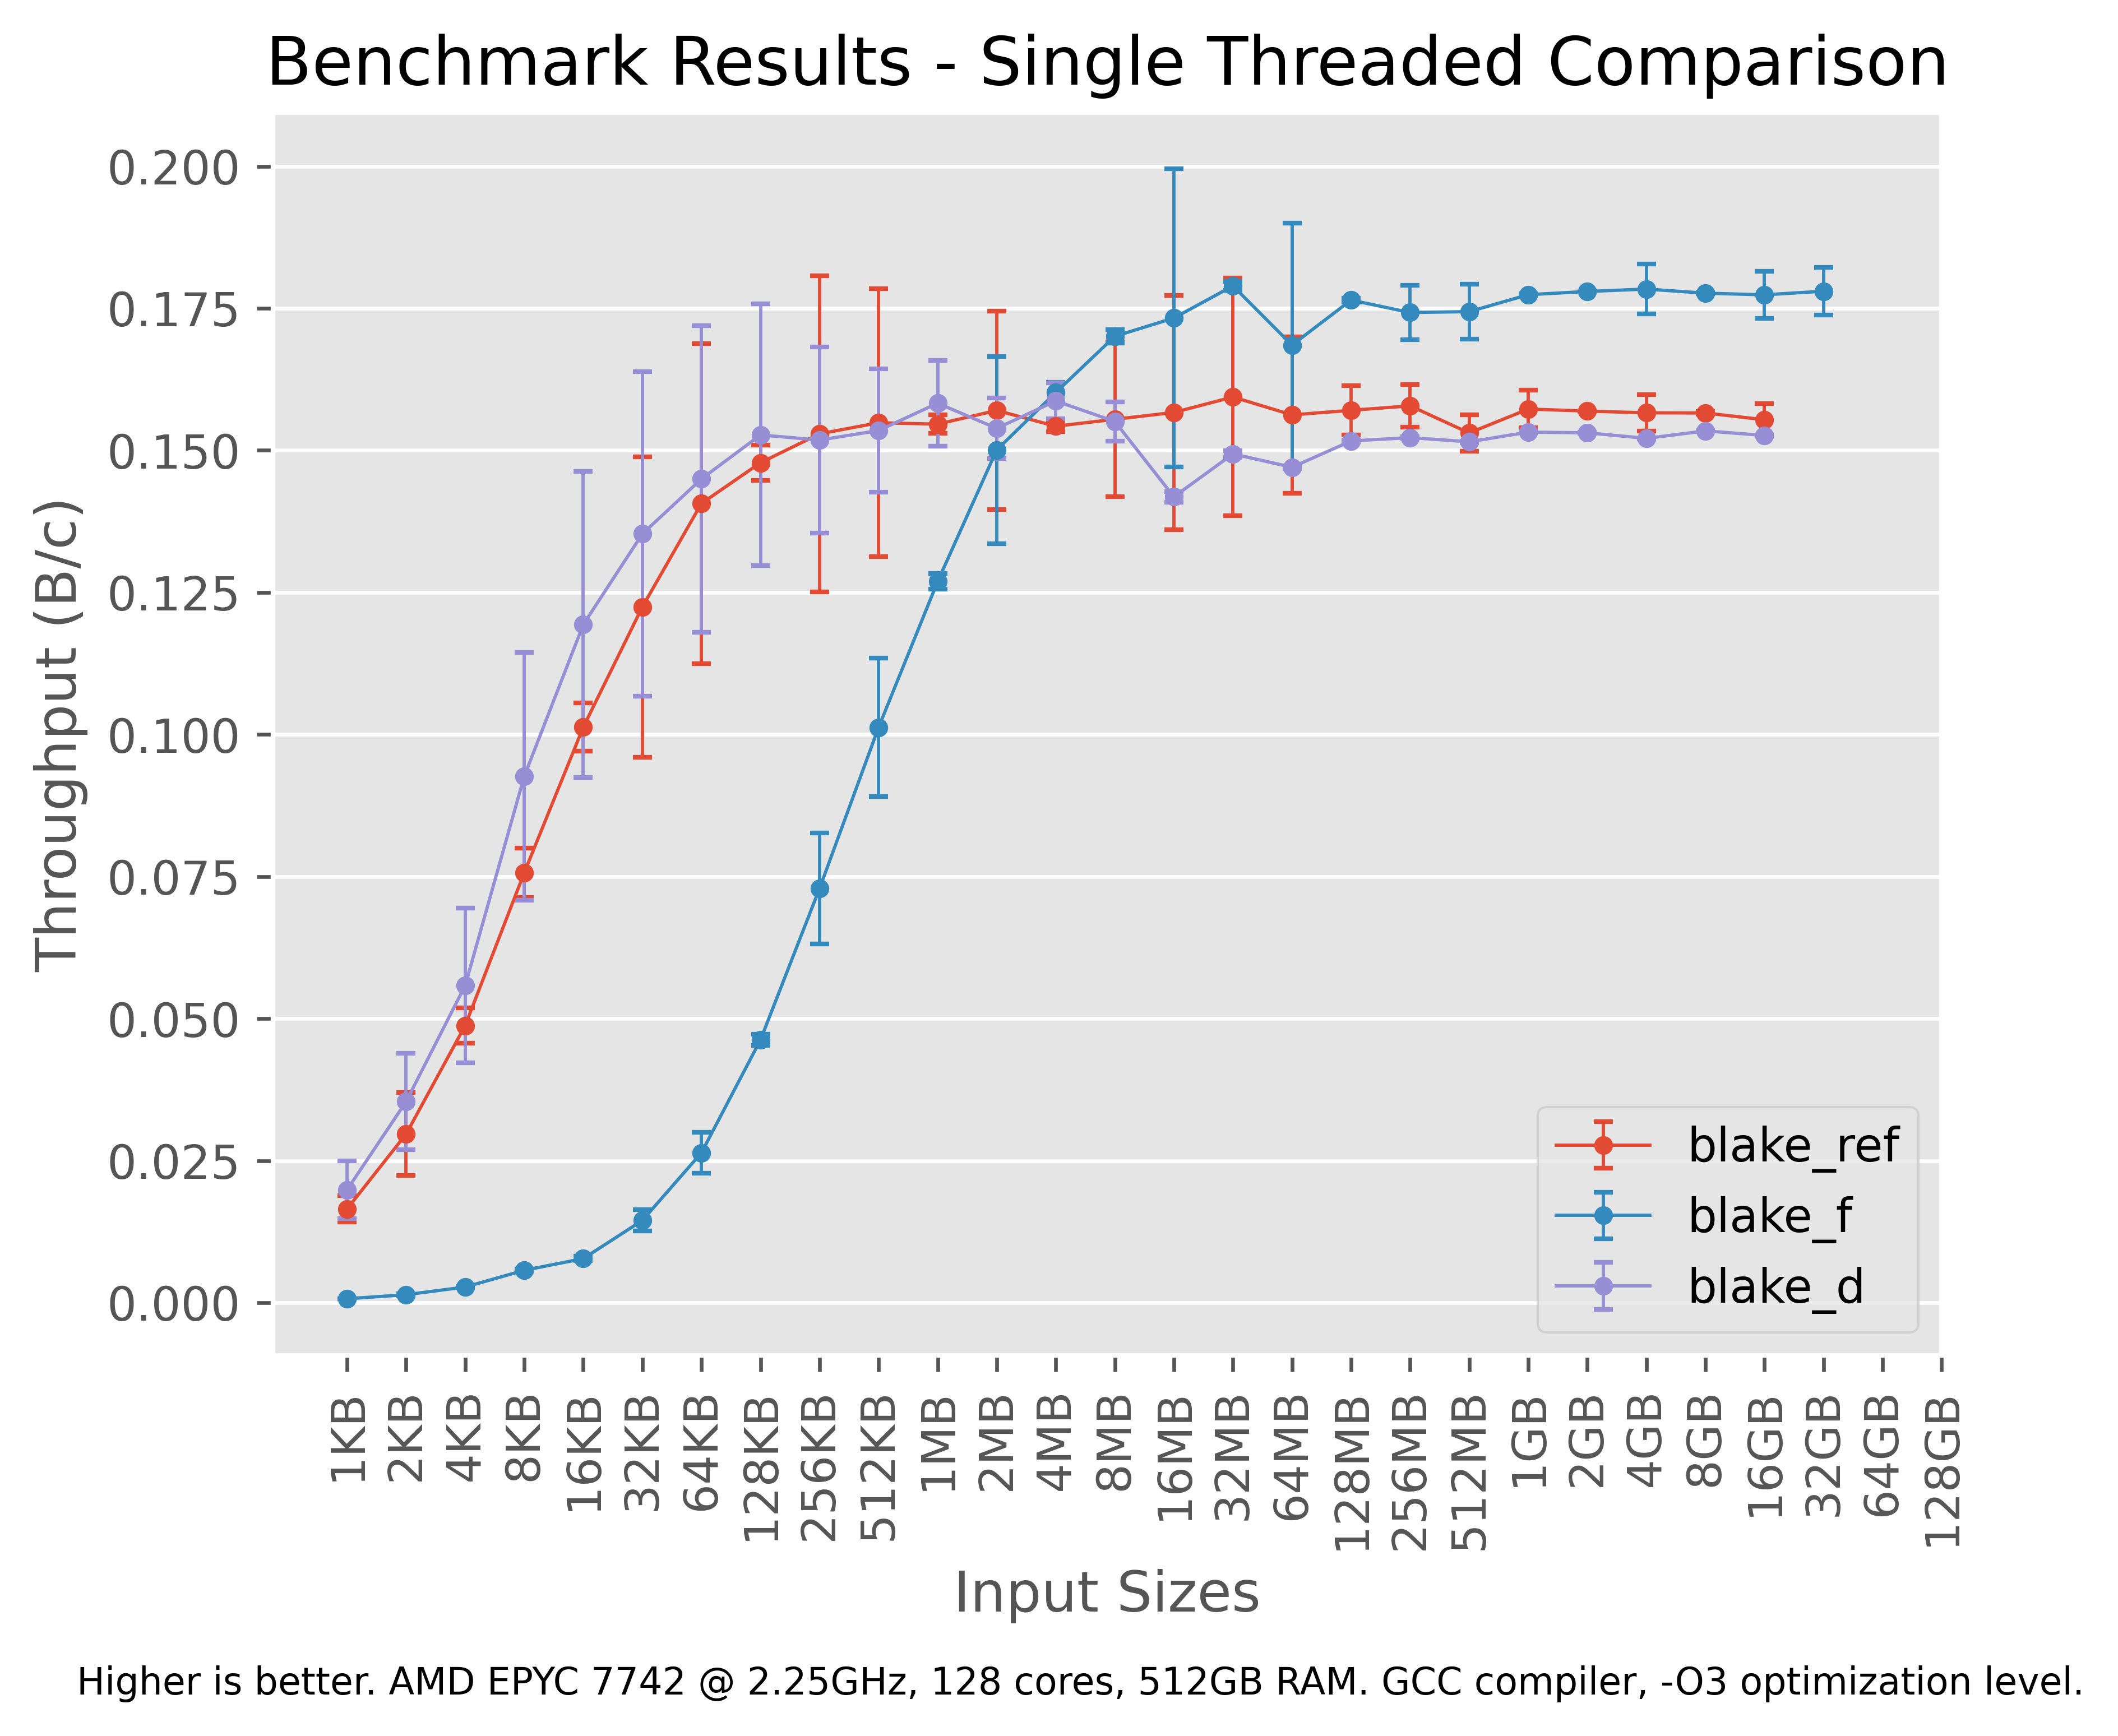 Benchmark Results - Single Threaded Comparison
Throughput (B/c)
0.200
0.175
0.150
0.125
0.100
0.075
0.050
0.025
0.000
blake_ref
blake_f
blake_d
1KB
2KB
4KB
8KB
16KB
32KB
64KB
128KB
256KB
512KB
1MB
2MB
4MB
8MB
16MB
32MB
64MB
128MB
256MB
512MB
1GB
2GB
4GB
8GB
16GB
32GB
64GB
128GB
Input Sizes
Higher is better. AMD EPYC 7742 @ 2.25GHz, 128 cores, 512GB RAM. GCC compiler, -O3 optimization level.